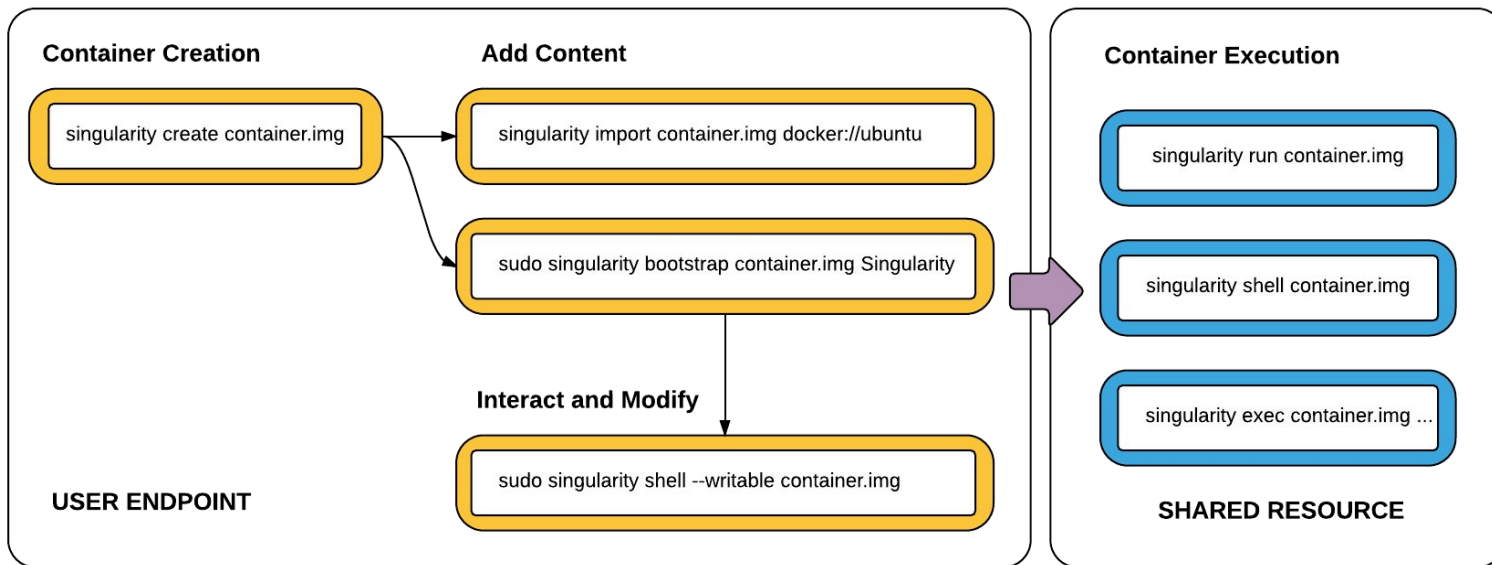 Container Creation
singularity create container.img
Add Content
singularity import container.img docker://ubuntu
sudo singularity bootstrap container.img Singularity
Interact and Modify
sudo singularity shell --writable container.img
USER ENDPOINT
Container Execution
singularity run container.img
singularity shell container.img
singularity exec container.img ...
SHARED RESOURCE